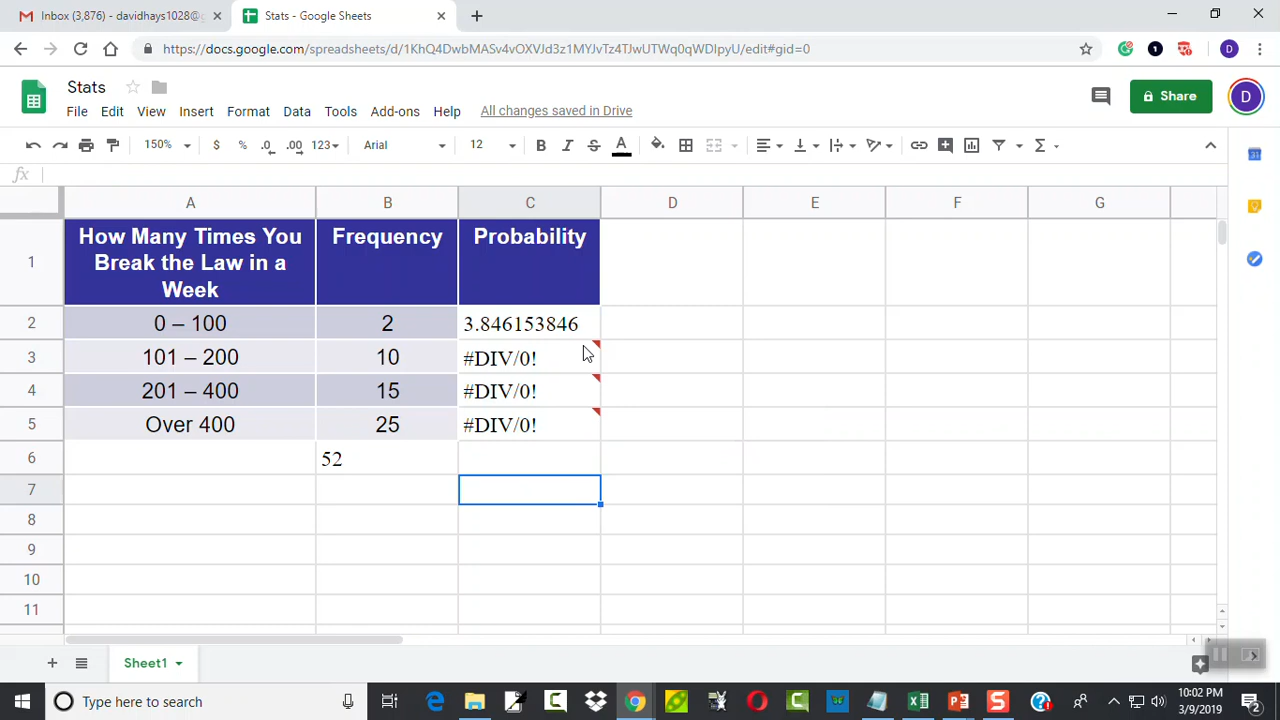 Inbox (3,876) - davidhays1028@g
Stats - Google Sheets
https://docs.google.com/spreadsheets/d/1KhQ4DwbMASv4vOXVJd3z1MYJvTz4TJwUTWq0qWDIpyU/edit#gid=0
D
Stats
File Edit View Insert Format Data Tools Add-ons Help All changes saved in Drive
Share
D
150% $ % .0 .00 123 Arial 12 B I S A Σ
fx
A B C D E F G
1 How Many Times You
Break the Law in a
Week
Frequency
Probability
2 0 – 100 2 3.846153846
3 101 – 200 10 #DIV/0!
4 201 – 400 15 #DIV/0!
5 Over 400 25 #DIV/0!
6 52
7
8
9
10
11
Sheet1
Type here to search
10:02 PM
3/9/2019
2